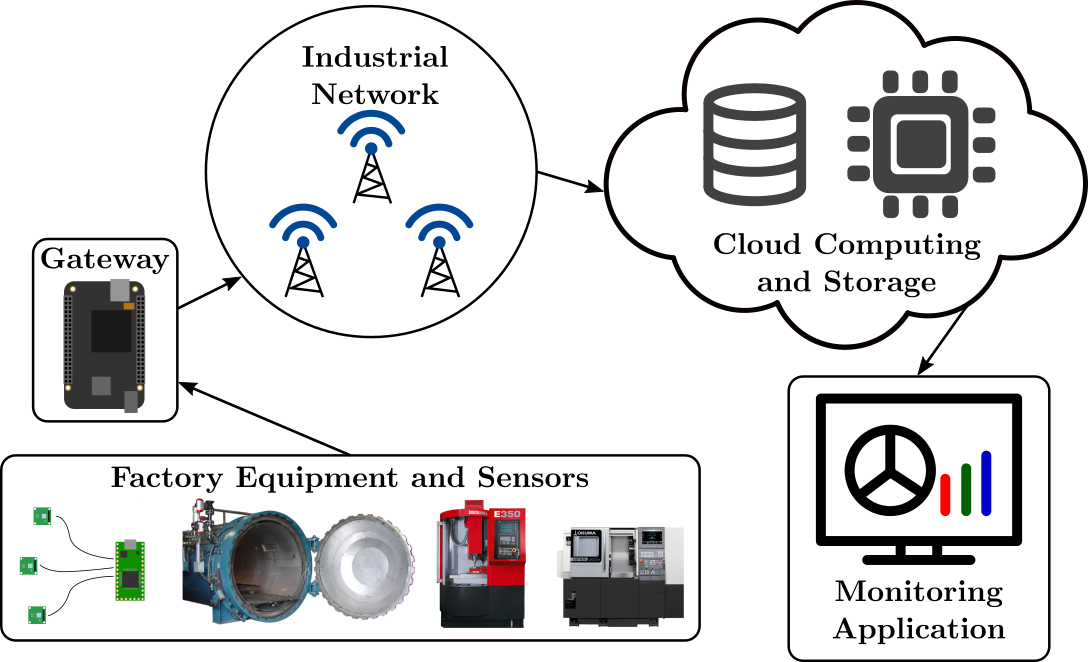 Industrial
Network
Cloud Computing
and Storage
Gateway
Factory Equipment and Sensors
E350
OKUMA
Monitoring
Application